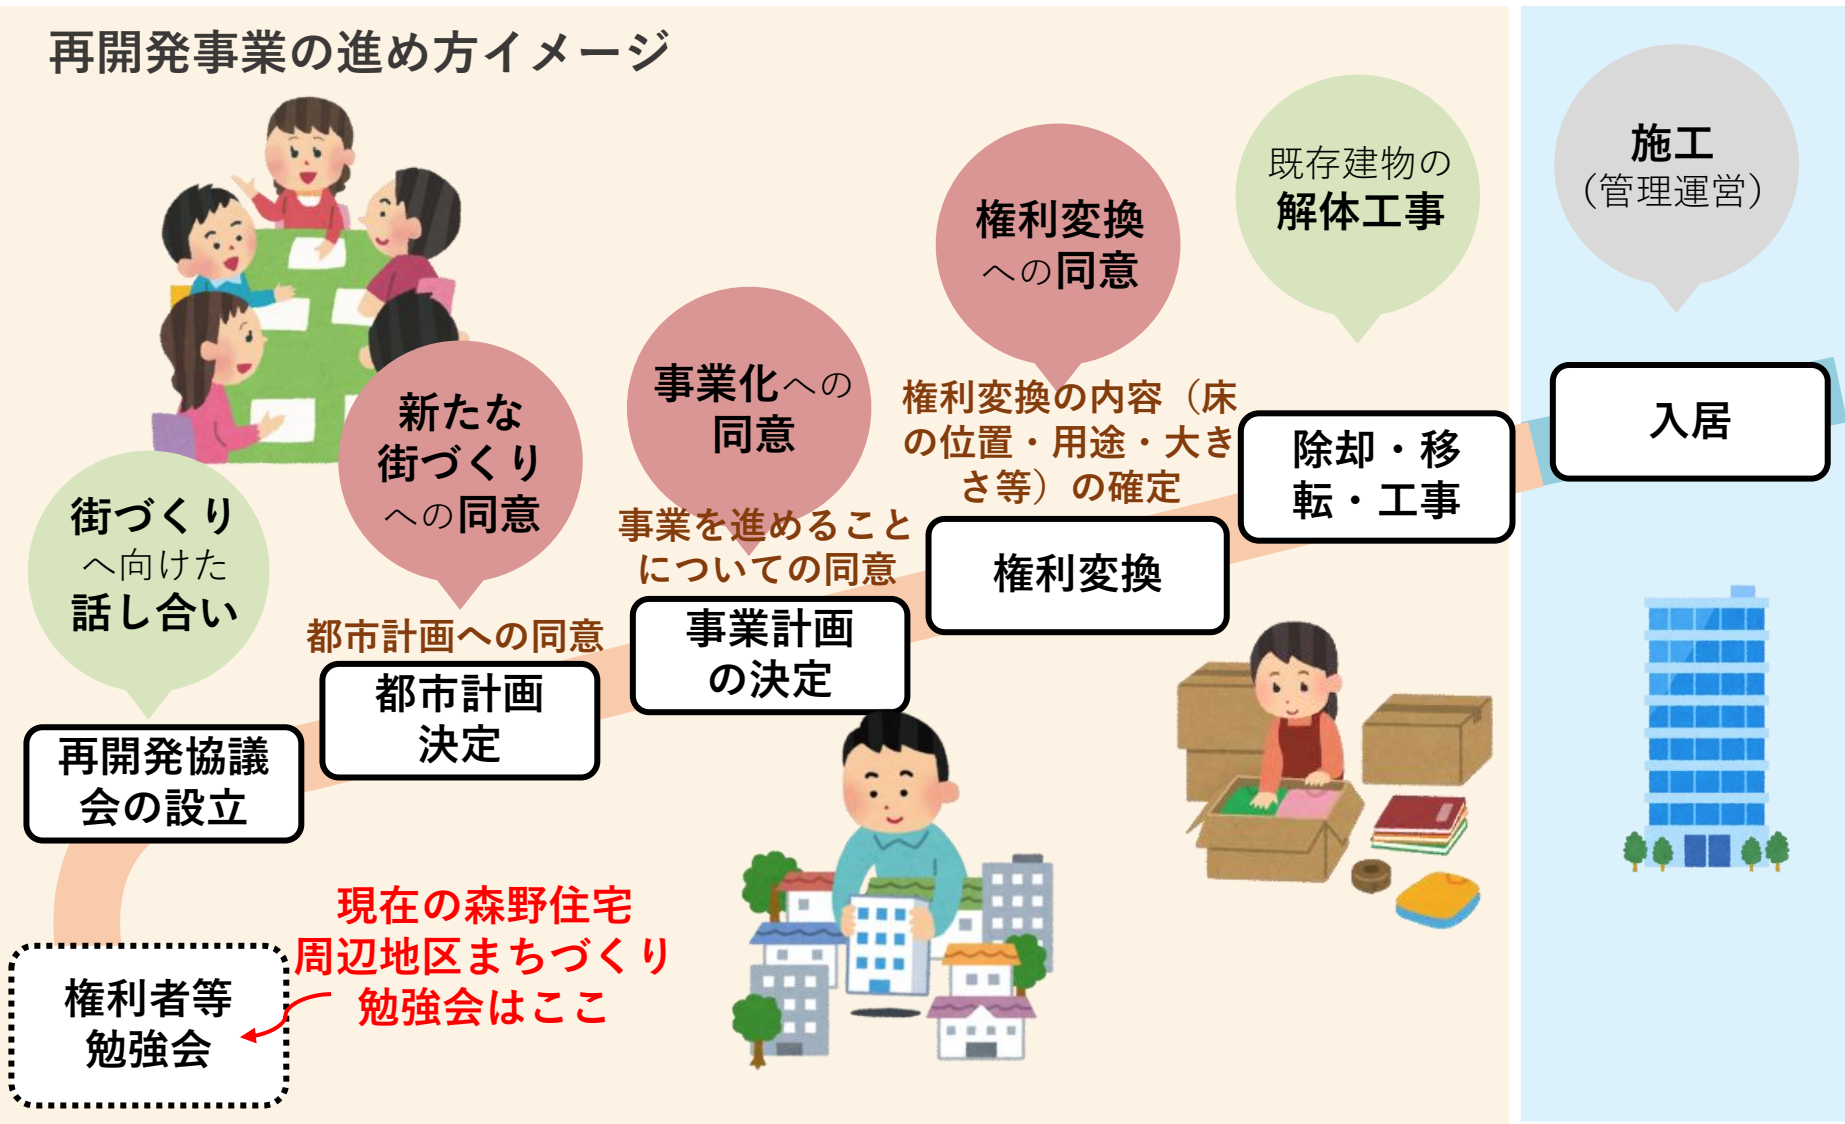 再開発事業の進め方イメージ
街づくり
へ向けた
話し合い
再開発協議
会の設立
新たな
街づくり
への同意
都市計画への同意
都市計画
決定
事業化への
同意
事業を進めること
についての同意
事業計画
の決定
権利変換
への同意
権利変換の内容（床
の位置・用途・大き
さ等）の確定
権利変換
既存建物の
解体工事
除却・移
転・工事
施工
（管理運営）
入居
現在の森野住宅
周辺地区まちづくり
勉強会はここ
権利者等
勉強会